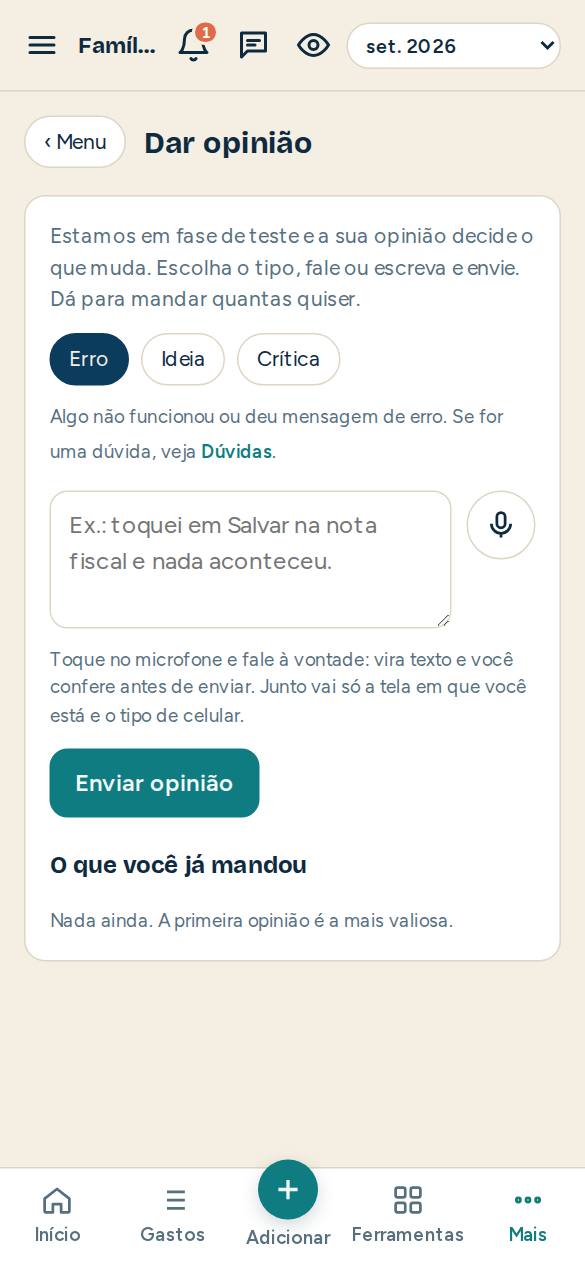 Famíl...
1
set. 2026
‹ Menu
Dar opinião
Estamos em fase de teste e a sua opinião decide o
que muda. Escolha o tipo, fale ou escreva e envie.
Dá para mandar quantas quiser.
Erro
Ideia
Crítica
Algo não funcionou ou deu mensagem de erro. Se for
uma dúvida, veja Dúvidas.
Ex.: toquei em Salvar na nota
fiscal e nada aconteceu.
Toque no microfone e fale à vontade: vira texto e você
confere antes de enviar. Junto vai só a tela em que você
está e o tipo de celular.
Enviar opinião
O que você já mandou
Nada ainda. A primeira opinião é a mais valiosa.
Início
Gastos
Adicionar
Ferramentas
Mais